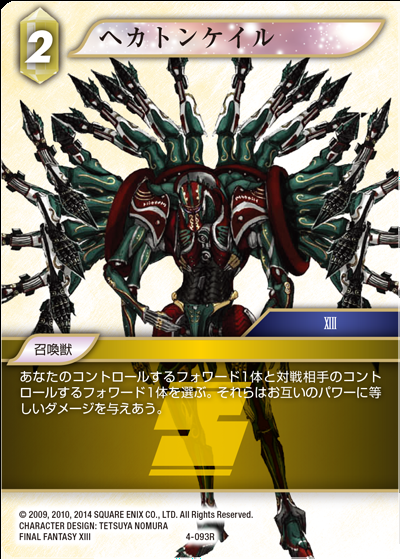 2
ヘカトンケイル
XIII
召喚獣
あなたのコントロールするフォワード1体と対戦相手のコント
ロールするフォワード1体を選ぶ。それらはお互いのパワーに等
しいダメージを与えあう。
© 2009, 2010, 2014 SQUARE ENIX CO., LTD. All Rights Reserved.
CHARACTER DESIGN: TETSUYA NOMURA
FINAL FANTASY XIII
4-093R